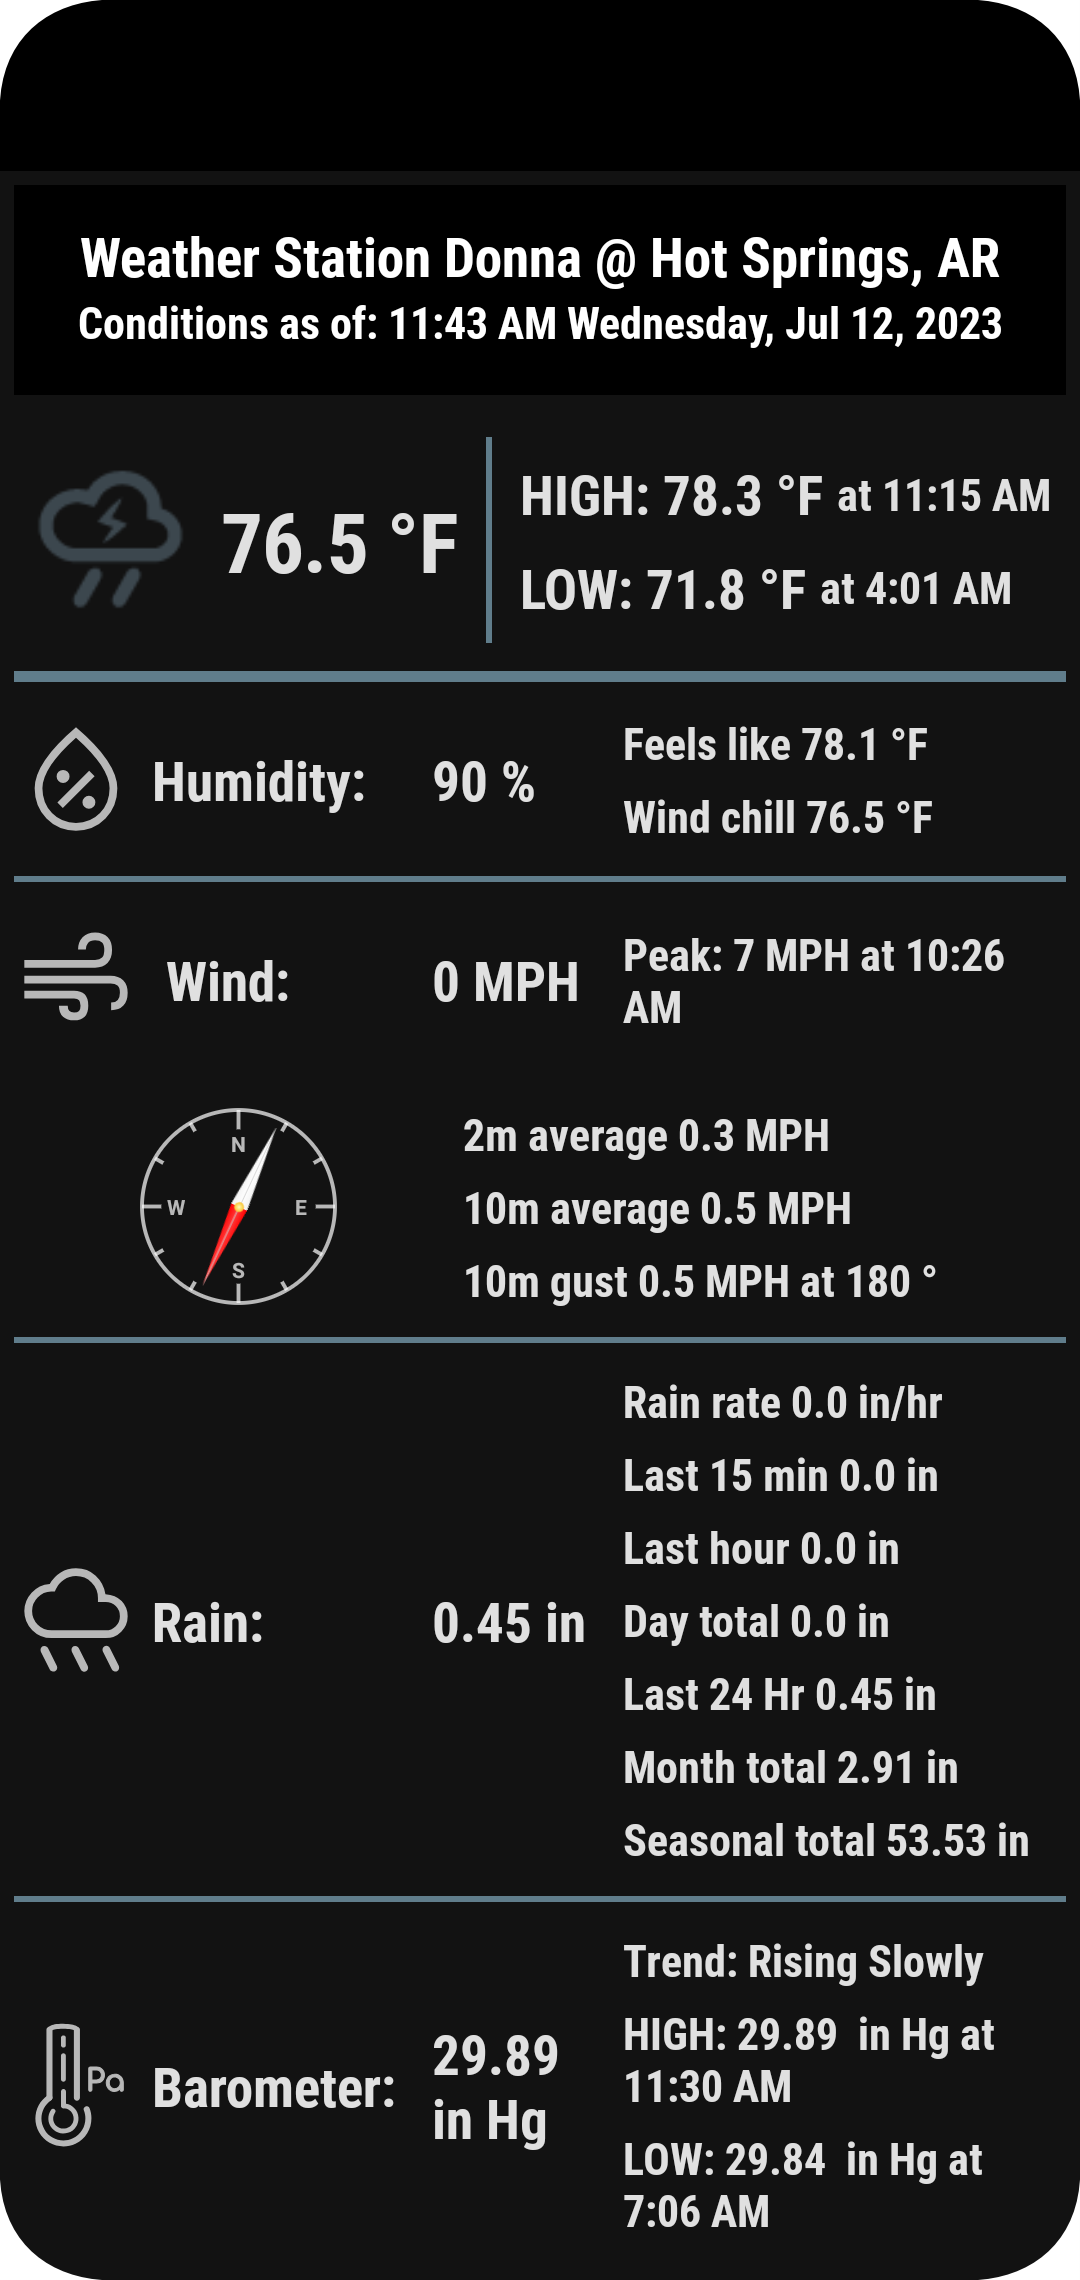 Weather Station Donna @ Hot Springs, AR
Conditions as of: 11:43 AM Wednesday, Jul 12, 2023
76.5 °F
HIGH: 78.3 °F at 11:15 AM
LOW: 71.8 °F at 4:01 AM
Humidity: 90 %
Feels like 78.1 °F
Wind chill 76.5 °F
Wind: 0 MPH
Peak: 7 MPH at 10:26
AM
N
W E
S
2m average 0.3 MPH
10m average 0.5 MPH
10m gust 0.5 MPH at 180 °
Rain: 0.45 in
Rain rate 0.0 in/hr
Last 15 min 0.0 in
Last hour 0.0 in
Day total 0.0 in
Last 24 Hr 0.45 in
Month total 2.91 in
Seasonal total 53.53 in
Pa
Barometer:
29.89
in Hg
Trend: Rising Slowly
HIGH: 29.89 in Hg at
11:30 AM
LOW: 29.84 in Hg at
7:06 AM